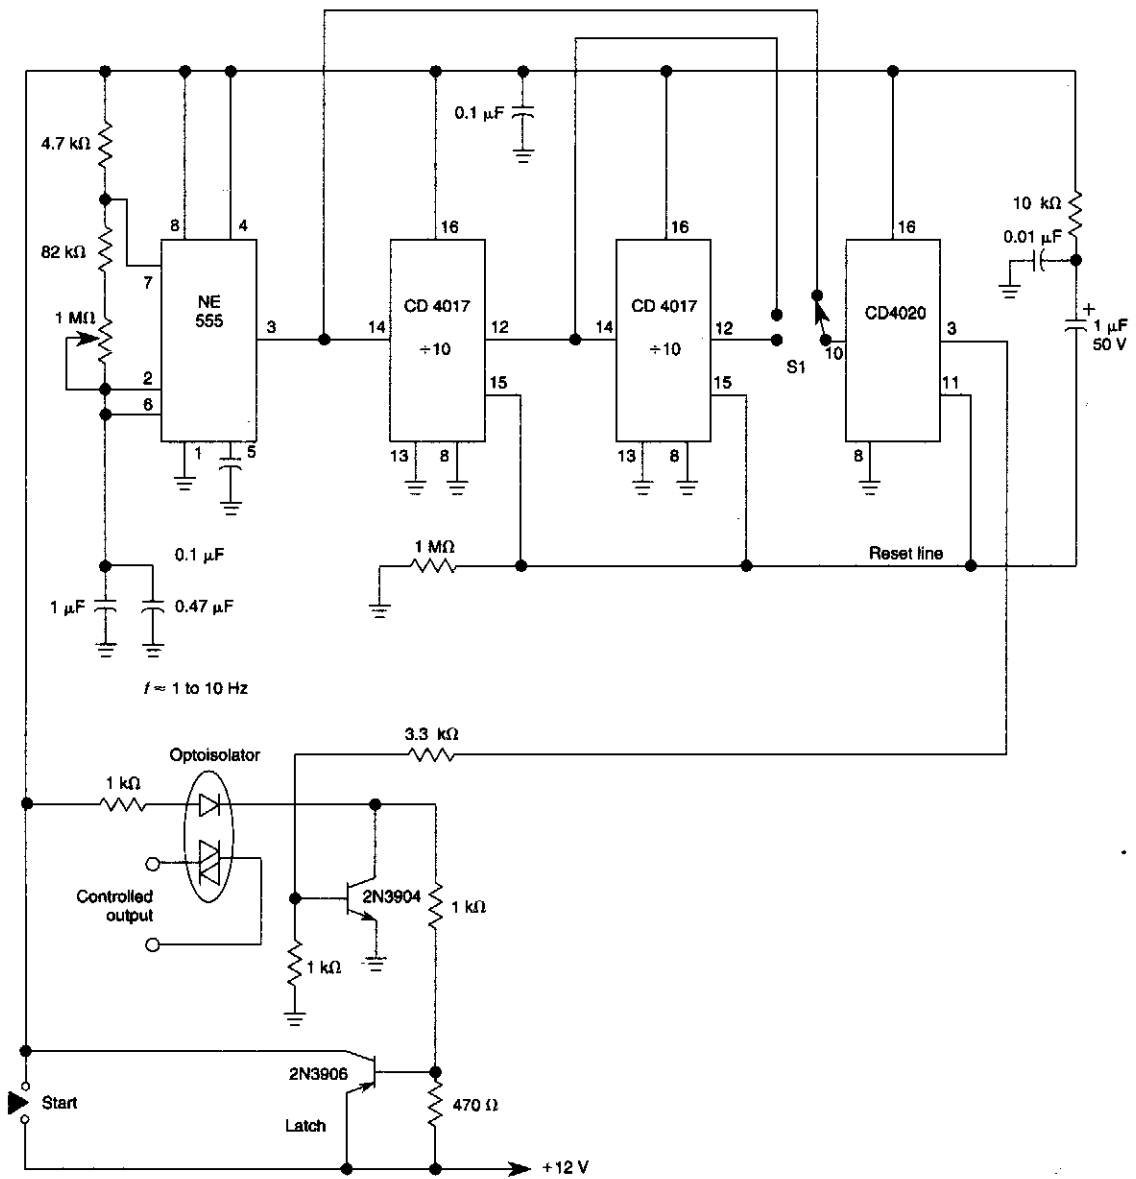 0.1 µF
4.7 kΩ
8
4
16
16
16
10 kΩ
0.01 µF
82 kΩ
7
NE
555
CD 4017
÷10
CD 4017
÷10
CD4020
+
1 µF
50 V
1 MΩ
3
14
12
14
12
S1
10
3
2
6
15
15
11
1
5
13
8
13
8
8
0.1 µF
1 MΩ
Reset line
1 µF
0.47 µF
f ≈ 1 to 10 Hz
3.3 kΩ
Optoisolator
1 kΩ
Controlled
output
2N3904
1 kΩ
1 kΩ
2N3906
Start
470 Ω
Latch
+12 V